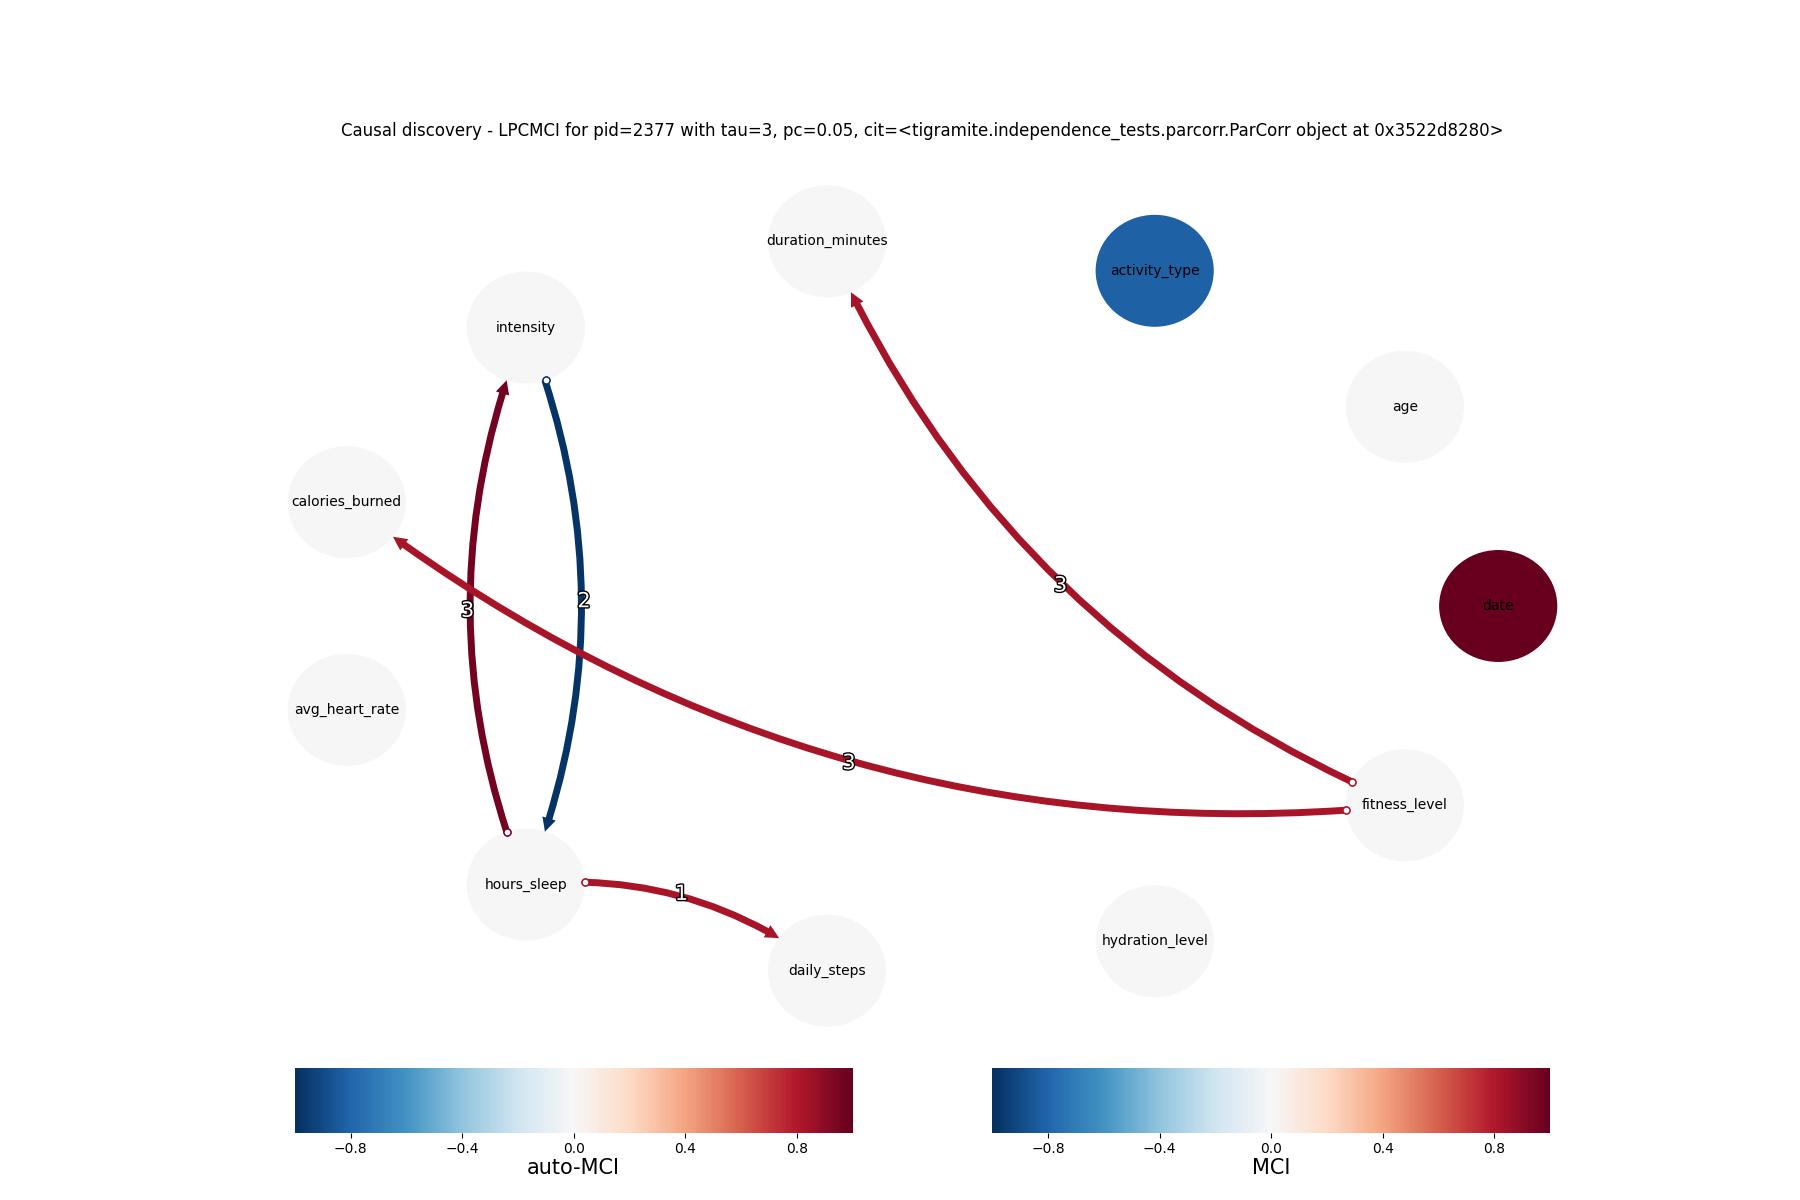 Causal discovery - LPCMCI for pid=2377 with tau=3, pc=0.05, cit=<tigramite.independence_tests.parcorr.ParCorr object at 0x3522d8280>
duration_minutes
activity_type
intensity
age
calories_burned
3
date
2
3
avg_heart_rate
3
fitness_level
hours_sleep
1
hydration_level
daily_steps
−0.8 −0.4 0.0 0.4 0.8
auto-MCI
−0.8 −0.4 0.0 0.4 0.8
MCI